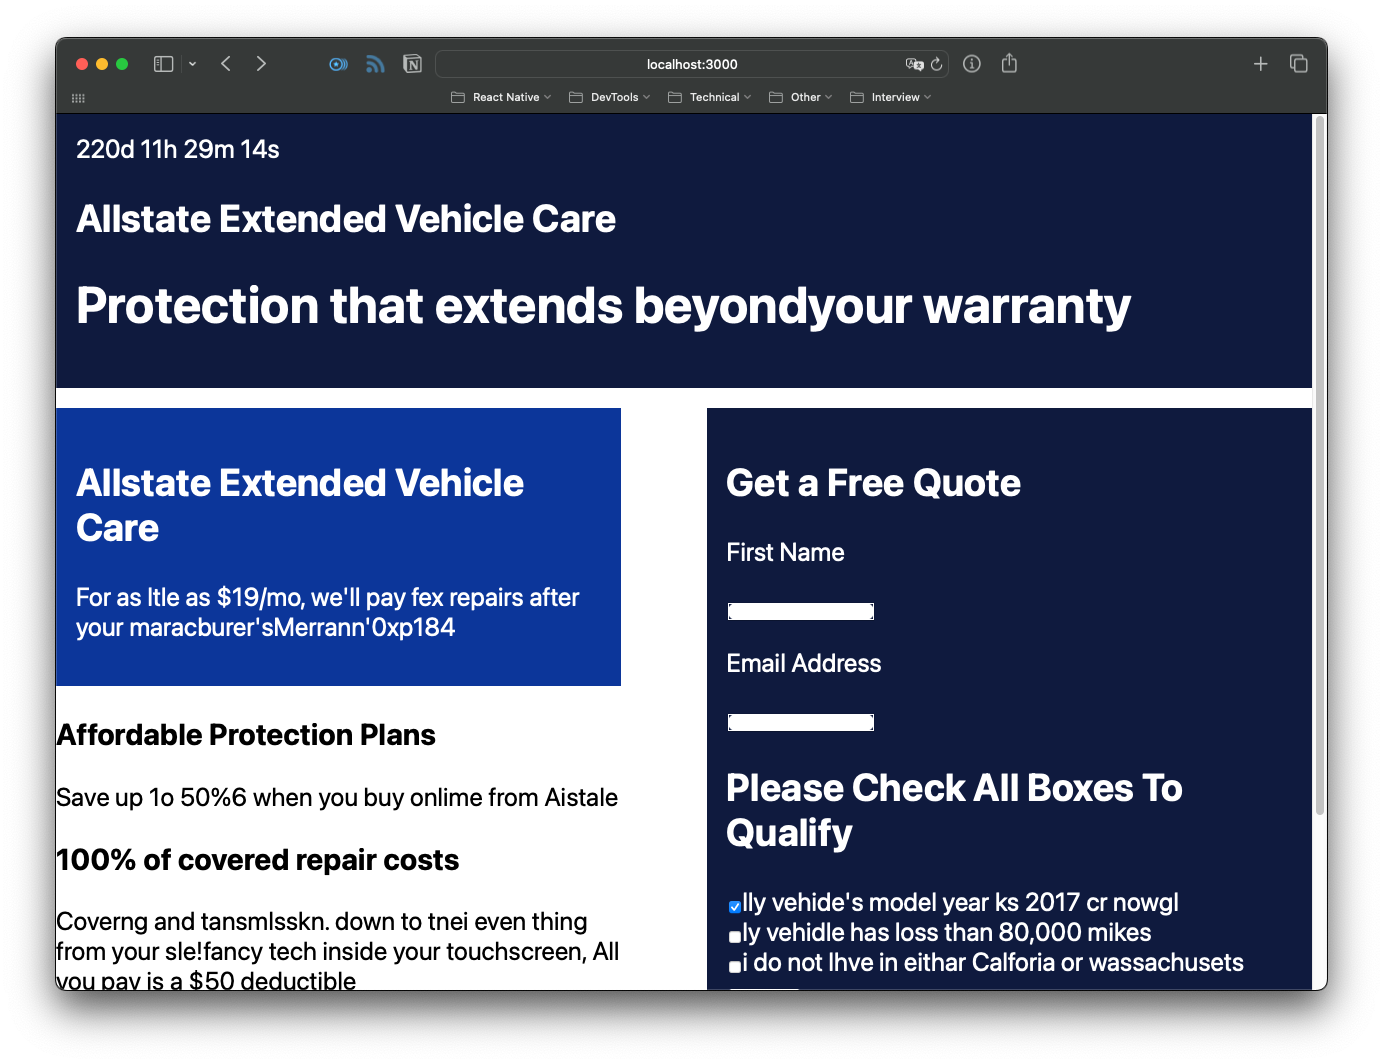 localhost:3000
React Native
DevTools
Technical
Other
Interview
220d 11h 29m 14s
Allstate Extended Vehicle Care
Protection that extends beyondyour warranty
Allstate Extended Vehicle
Care
For as ltle as $19/mo, we'll pay fex repairs after
your maracburer'sMerrann'0xp184
Affordable Protection Plans
Save up 1o 50%6 when you buy onlime from Aistale
100% of covered repair costs
Coverng and tansmlsskn. down to tnei even thing
from your sle!fancy tech inside your touchscreen, All
you pay is a $50 deductible
Get a Free Quote
First Name
Email Address
Please Check All Boxes To
Qualify
lly vehide's model year ks 2017 cr nowgl
ly vehidle has loss than 80,000 mikes
i do not lhve in eithar Calforia or wassachusets